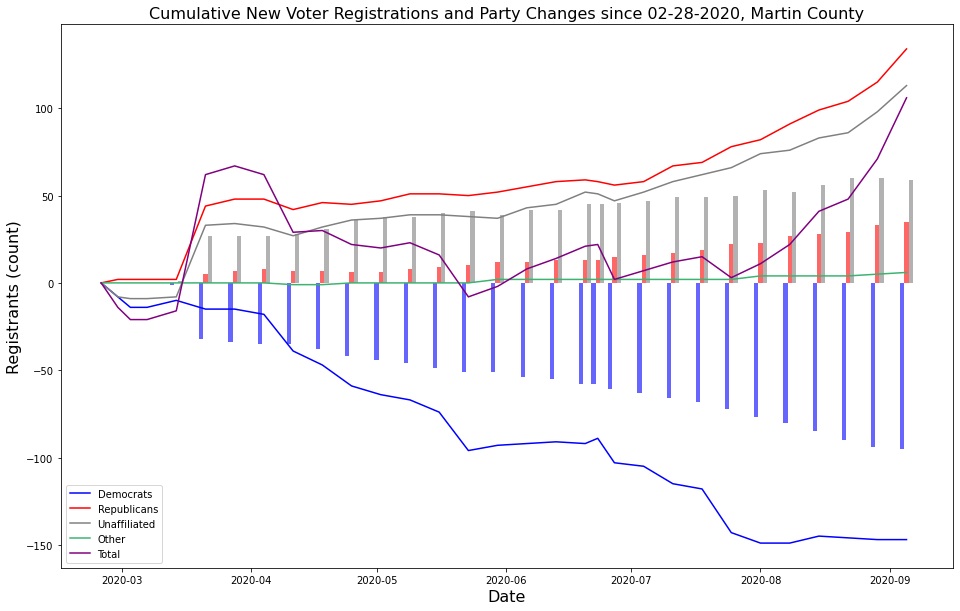 Cumulative New Voter Registrations and Party Changes since 02-28-2020, Martin County
Registrants (count)
100
50
0
−50
−100
−150
Democrats
Republicans
Unaffiliated
Other
Total
2020-03 2020-04 2020-05 2020-06 2020-07 2020-08 2020-09
Date